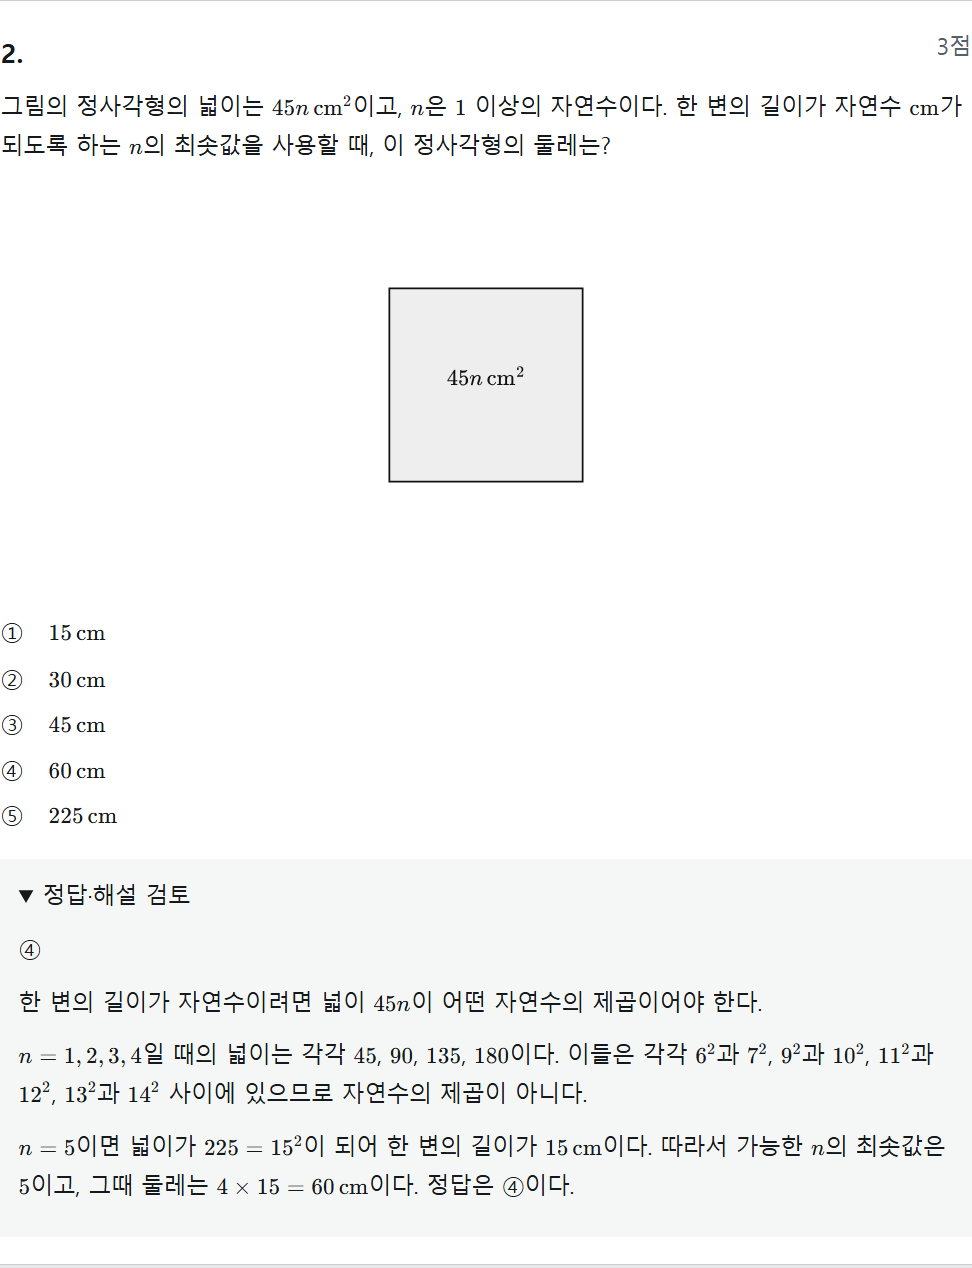 2.
3점
그림의 정사각형의 넓이는 45n cm²이고, n은 1 이상의 자연수이다. 한 변의 길이가 자연수 cm가
되도록 하는 n의 최솟값을 사용할 때, 이 정사각형의 둘레는?
45n cm²
① 15 cm
② 30 cm
③ 45 cm
④ 60 cm
⑤ 225 cm
▼ 정답·해설 검토
④
한 변의 길이가 자연수이려면 넓이 45n이 어떤 자연수의 제곱이어야 한다.
n = 1, 2, 3, 4일 때의 넓이는 각각 45, 90, 135, 180이다. 이들은 각각 6²과 7², 9²과 10², 11²과
12², 13²과 14² 사이에 있으므로 자연수의 제곱이 아니다.
n = 5이면 넓이가 225 = 15²이 되어 한 변의 길이가 15 cm이다. 따라서 가능한 n의 최솟값은
5이고, 그때 둘레는 4 × 15 = 60 cm이다. 정답은 ④이다.